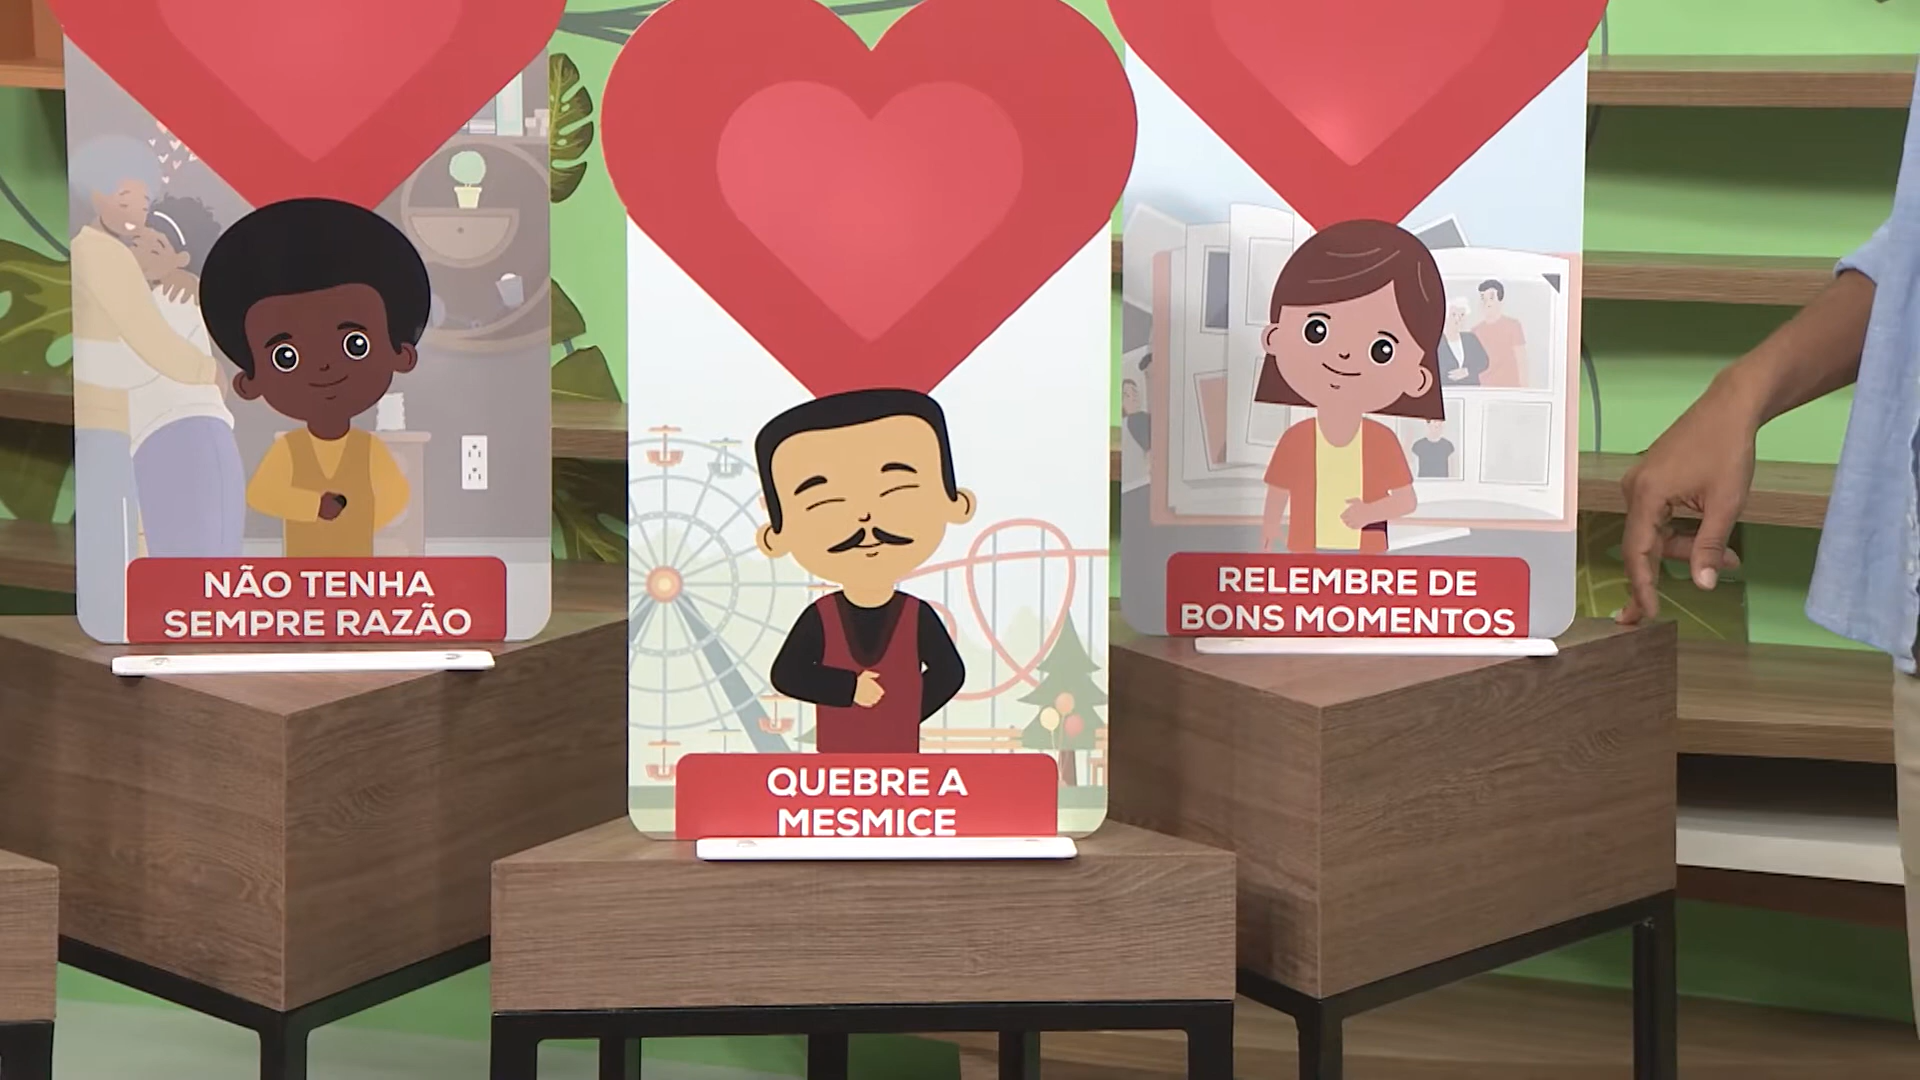 NÃO TENHA
SEMPRE RAZÃO
QUEBRE A
MESMICE
RELEMBRE DE
BONS MOMENTOS